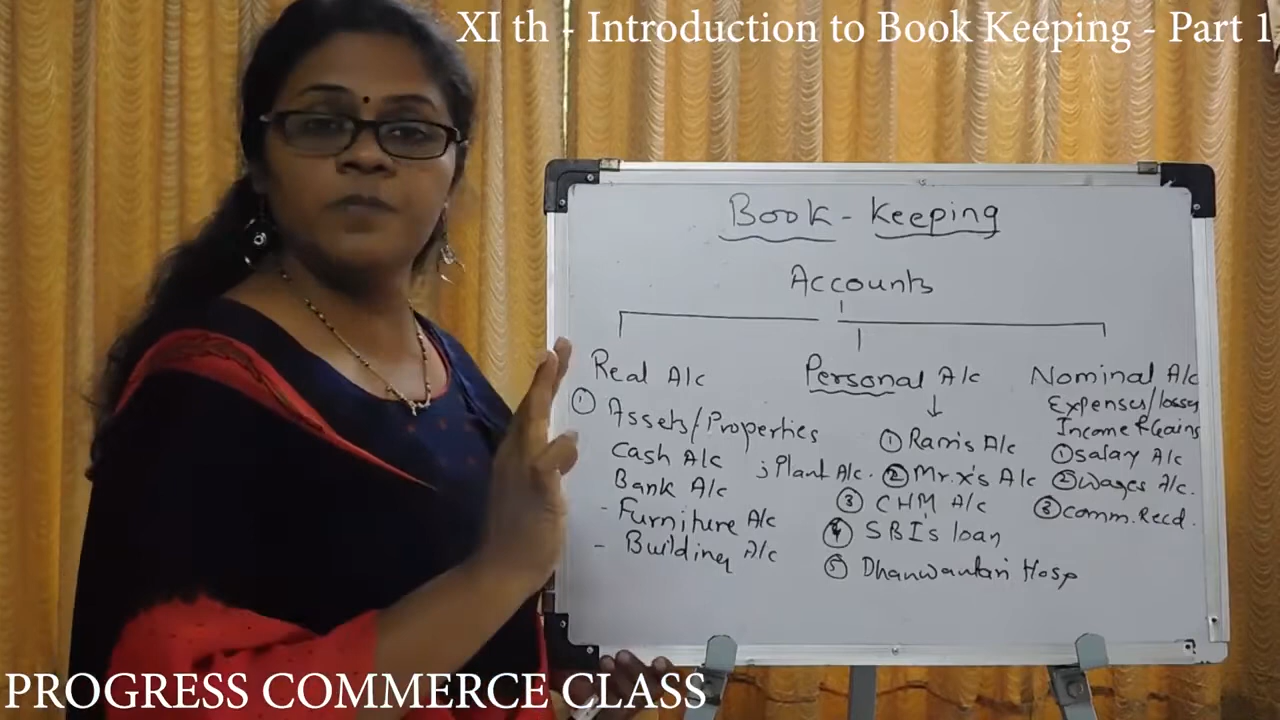 XI th - Introduction to Book Keeping - Part 1
Book - Keeping
Accounts
Real A/c
① Assets/Properties
Cash A/c ; Plant A/c.
Bank A/c
- Furniture A/c
- Building A/c
Personal A/c
① Ram's A/c
② Mr. X's A/c
③ CHM A/c
④ SBI's loan
⑤ Dhanwantari Hosp
Nominal A/c
Expenses/losses
Income & Gains
① Salary A/c
② Wages A/c.
③ Comm. Recd.
PROGRESS COMMERCE CLASS